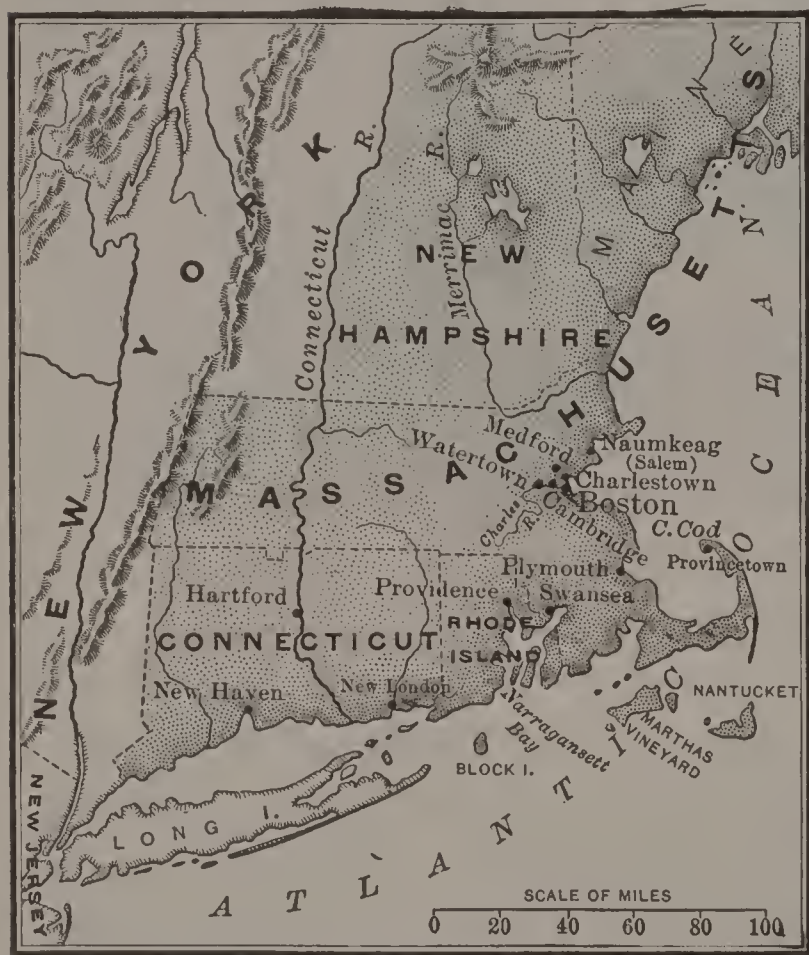 NEW YORK
Connecticut R.
Merrimac R.
NEW
HAMPSHIRE
MAINE
MASSACHUSETTS
Medford
Watertown
Naumkeag
(Salem)
Charlestown
Boston
Cambridge
Charles R.
C. Cod
Provincetown
Plymouth
Swansea
Hartford
Providence
RHODE
ISLAND
CONNECTICUT
New Haven
New London
Narragansett
Bay
NANTUCKET
MARTHAS
VINEYARD
BLOCK I.
LONG I.
NEW JERSEY
ATLANTIC OCEAN
SCALE OF MILES
0 20 40 60 80 100